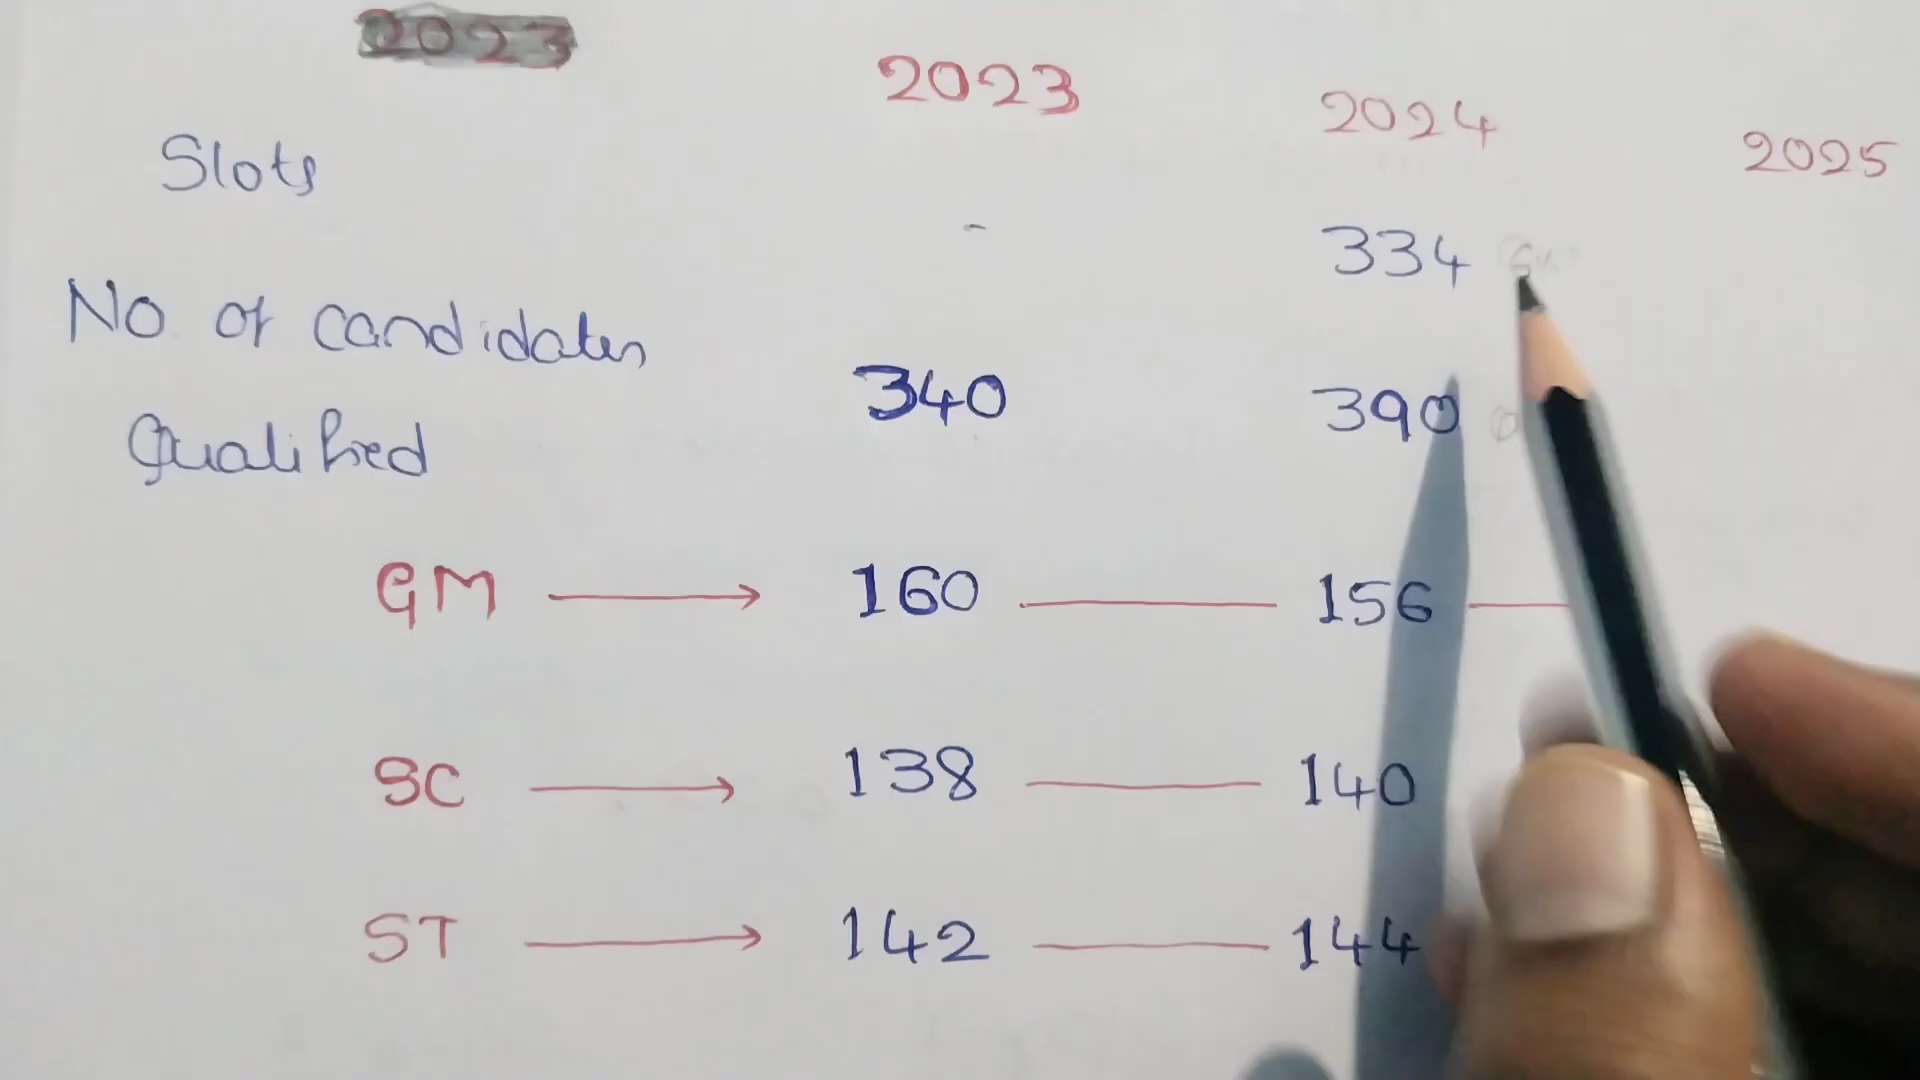 2023
2023 2024 2025
Slots - 334
No of candidates
Qualified 340 390
GM 160 156
SC 138 140
ST 142 144